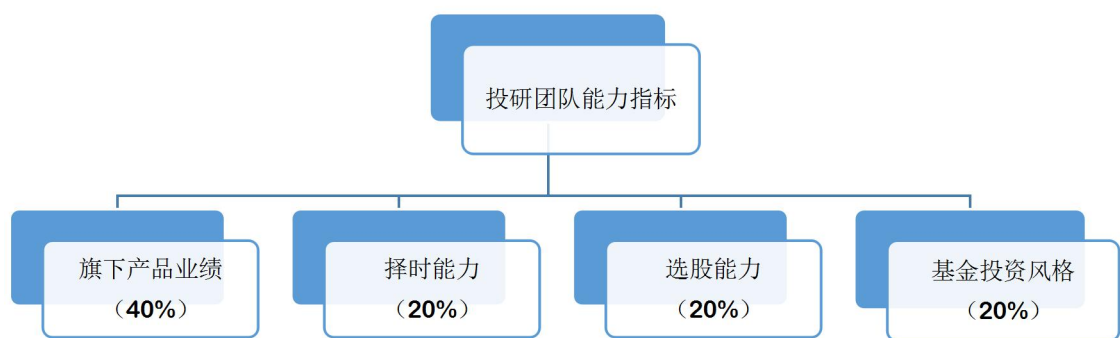 投研团队能力指标
旗下产品业绩
（40%）
择时能力
（20%）
选股能力
（20%）
基金投资风格
（20%）